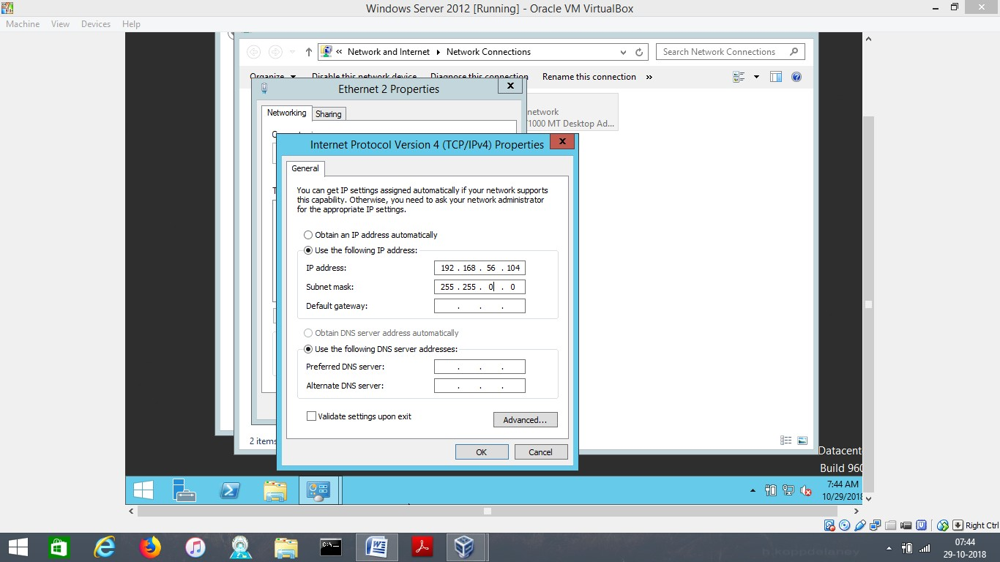 Windows Server 2012 [Running] - Oracle VM VirtualBox
Machine View Devices Help
« Network and Internet Network Connections
Search Network Connections
Organize Disable this network device Diagnose this connection Rename this connection »
Ethernet 2 Properties
Networking Sharing
network
1000 MT Desktop Ad...
Internet Protocol Version 4 (TCP/IPv4) Properties
General
You can get IP settings assigned automatically if your network supports
this capability. Otherwise, you need to ask your network administrator
for the appropriate IP settings.
Obtain an IP address automatically
Use the following IP address:
IP address: 192 . 168 . 56 . 104
Subnet mask: 255 . 255 . 0 . 0
Default gateway: . . .
Obtain DNS server address automatically
Use the following DNS server addresses:
Preferred DNS server: . . .
Alternate DNS server: . . .
Validate settings upon exit
Advanced...
OK Cancel
2 items
Datacent
Build 960
7:44 AM
10/29/2018
Right Ctrl
07:44
29-10-2018